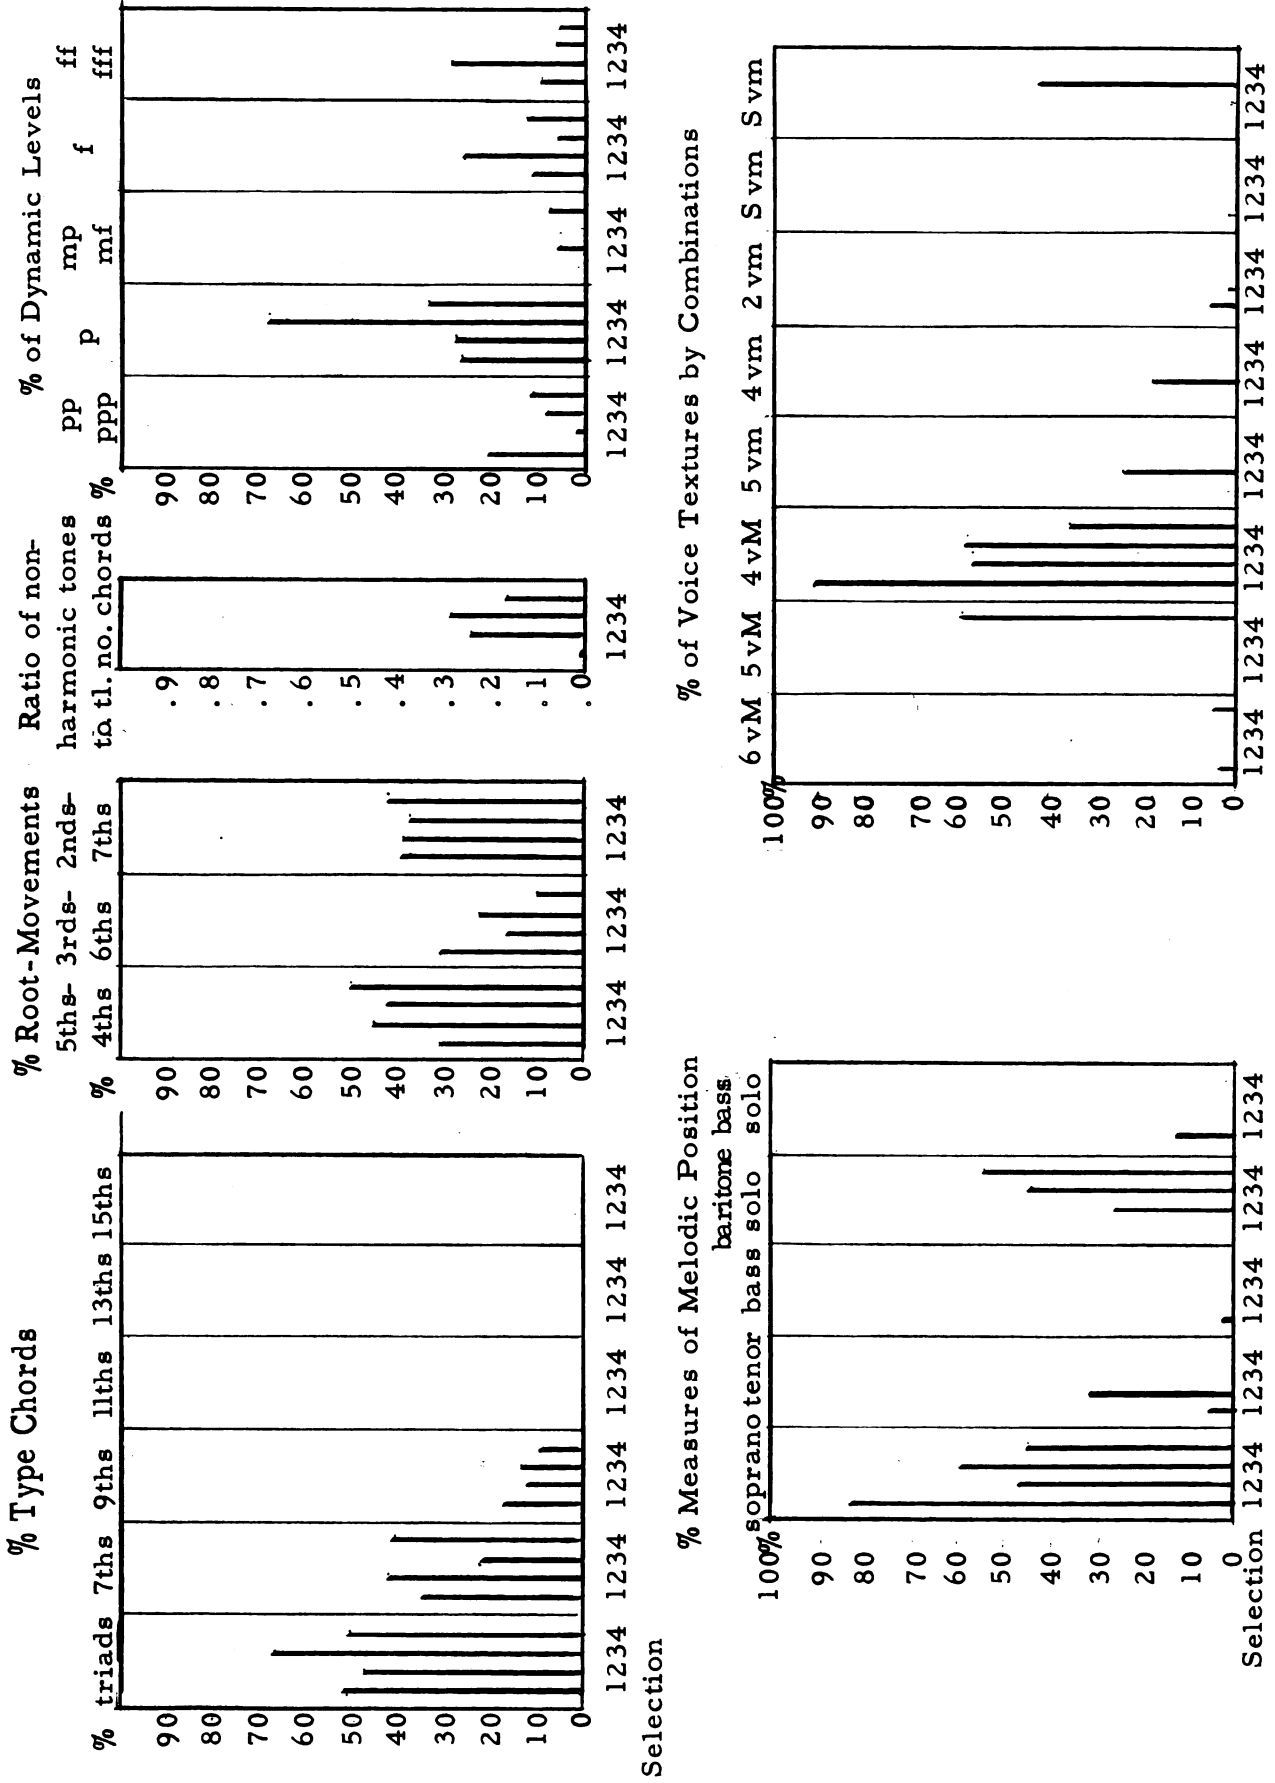 % Type Chords
% triads 7ths 9ths 11ths 13ths 15ths
90
80
70
60
50
40
30
20
10
0
1234 1234 1234 1234 1234 1234
Selection
% Root-Movements
5ths- 3rds- 2nds-
% 4ths 6ths 7ths
90
80
70
60
50
40
30
20
10
0
1234 1234 1234
Ratio of non-
harmonic tones
to tl. no. chords
.9
.8
.7
.6
.5
.4
.3
.2
.1
.0
1234
% of Dynamic Levels
pp p mp f ff
% ppp mf fff
90
80
70
60
50
40
30
20
10
0
1234 1234 1234 1234 1234
% Measures of Melodic Position
baritone bass
soprano tenor bass solo solo
100%
90
80
70
60
50
40
30
20
10
0
Selection 1234 1234 1234 1234 1234
% of Voice Textures by Combinations
6 vM 5 vM 4 vM 5 vm 4 vm 2 vm S vm S vm
100%
90
80
70
60
50
40
30
20
10
0
1234 1234 1234 1234 1234 1234 1234 1234